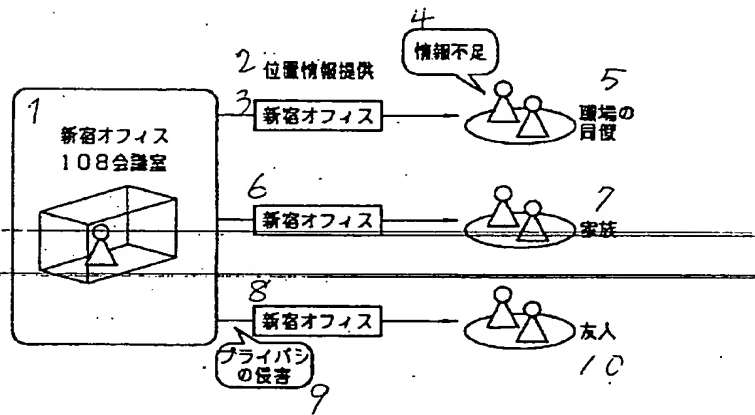 4
情報不足
2 位置情報提供
5
1
3 新宿オフィス
職場の
同僚
新宿オフィス
108会議室
6
新宿オフィス
7
家族
8
新宿オフィス
友人
プライバシ
の侵害
10
9